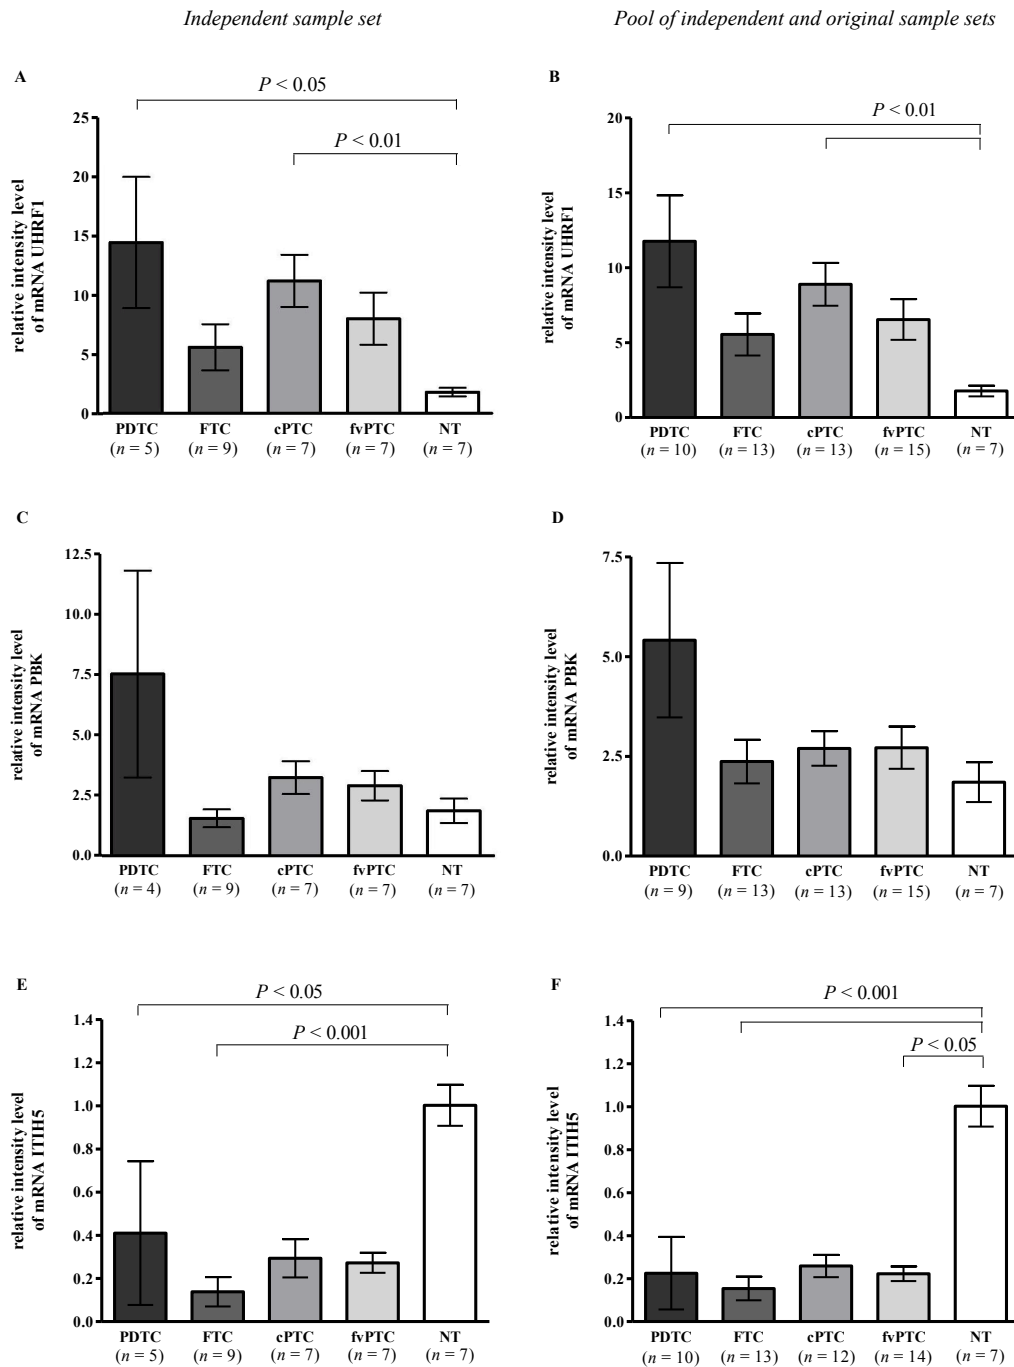 Independent sample set
Pool of independent and original sample sets
A
P < 0.05
P < 0.01
relative intensity level
of mRNA UHRF1
25
20
15
10
5
0
PDTC FTC cPTC fvPTC NT
(n = 5) (n = 9) (n = 7) (n = 7) (n = 7)
B
P < 0.01
relative intensity level
of mRNA UHRF1
20
15
10
5
0
PDTC FTC cPTC fvPTC NT
(n = 10) (n = 13) (n = 13) (n = 15) (n = 7)
C
relative intensity level
of mRNA PBK
12.5
10.0
7.5
5.0
2.5
0.0
PDTC FTC cPTC fvPTC NT
(n = 4) (n = 9) (n = 7) (n = 7) (n = 7)
D
relative intensity level
of mRNA PBK
7.5
5.0
2.5
0.0
PDTC FTC cPTC fvPTC NT
(n = 9) (n = 13) (n = 13) (n = 15) (n = 7)
E
P < 0.05
P < 0.001
relative intensity level
of mRNA ITIH5
1.4
1.2
1.0
0.8
0.6
0.4
0.2
0.0
PDTC FTC cPTC fvPTC NT
(n = 5) (n = 9) (n = 7) (n = 7) (n = 7)
F
P < 0.001
P < 0.05
relative intensity level
of mRNA ITIH5
1.4
1.2
1.0
0.8
0.6
0.4
0.2
0.0
PDTC FTC cPTC fvPTC NT
(n = 10) (n = 13) (n = 12) (n = 14) (n = 7)